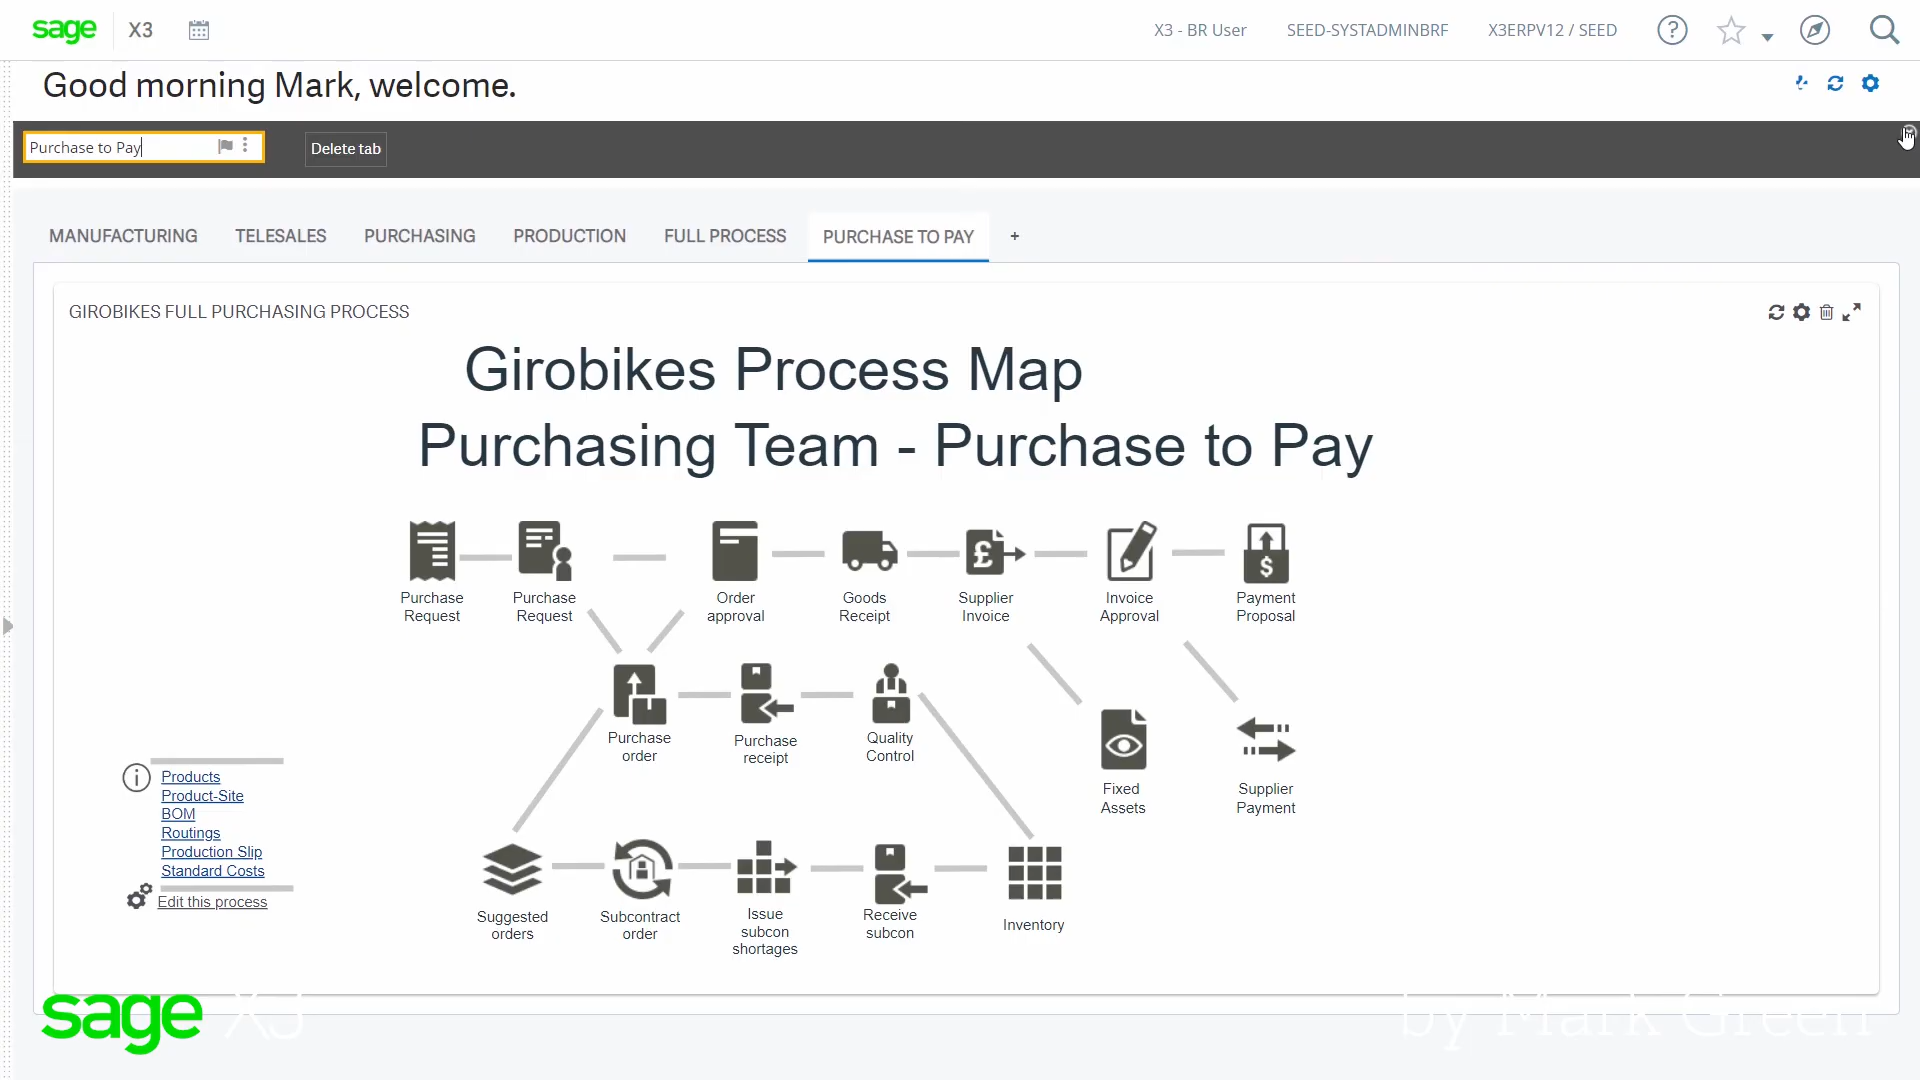 sage X3 X3 - BR User SEED-SYSTADMINBRF X3ERPV12 / SEED
Good morning Mark, welcome.
Purchase to Pay Delete tab
MANUFACTURING TELESALES PURCHASING PRODUCTION FULL PROCESS PURCHASE TO PAY +
GIROBIKES FULL PURCHASING PROCESS
Girobikes Process Map
Purchasing Team - Purchase to Pay
Purchase Request
Purchase Request
Order approval
Goods Receipt
Supplier Invoice
Invoice Approval
Payment Proposal
Purchase order
Purchase receipt
Quality Control
Fixed Assets
Supplier Payment
Products
Product-Site
BOM
Routings
Production Slip
Standard Costs
Edit this process
Suggested orders
Subcontract order
Issue subcon shortages
Receive subcon
Inventory
sage X3
by Mark Green